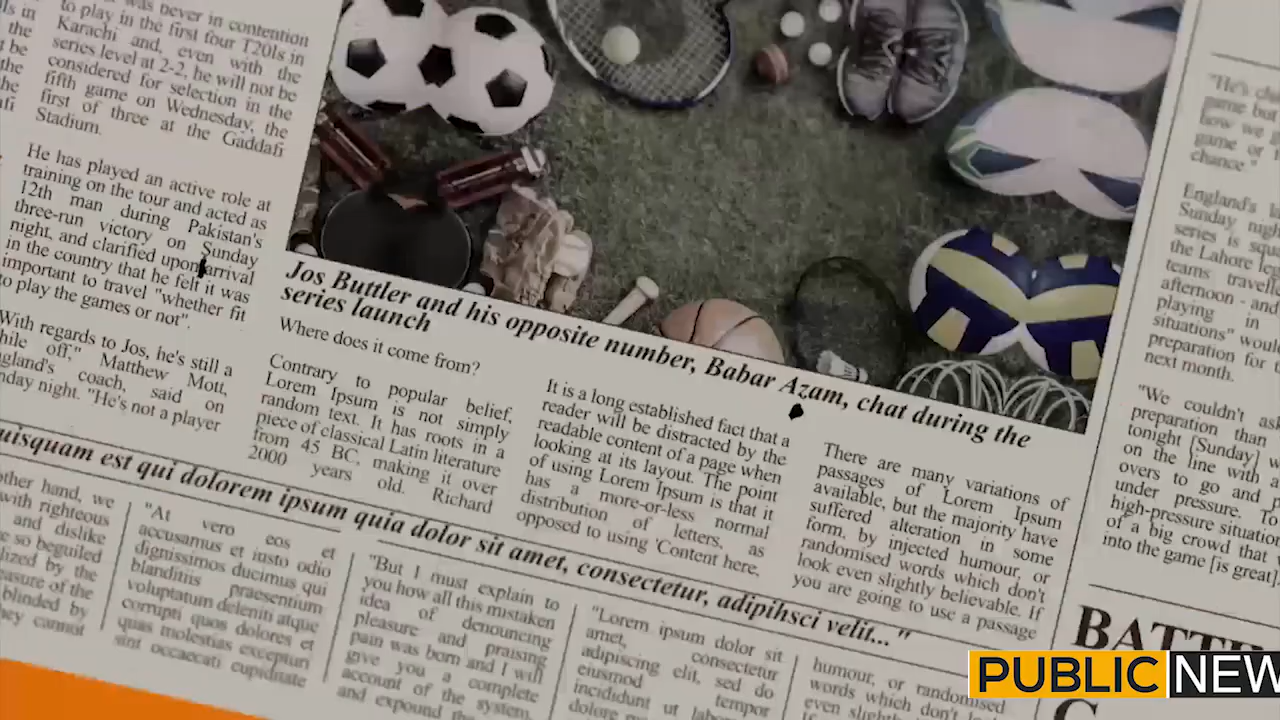 was never in contention
to play in the first four T20Is in
Karachi and, even with the
series level at 2-2, he will not be
considered for selection in the
fifth game on Wednesday, the
first of three at the Gaddafi
Stadium.
He has played an active role at
training on the tour and acted as
12th man during Pakistan's
three-run victory on Sunday
night, and clarified upon arrival
in the country that he felt it was
important to travel "whether fit
to play the games or not".
With regards to Jos, he's still a
while off," Matthew Mott,
England's coach, said on
Sunday night. "He's not a player
Jos Buttler and his opposite number, Babar Azam, chat during the
series launch
Where does it come from?
Contrary to popular belief,
Lorem Ipsum is not simply
random text. It has roots in a
piece of classical Latin literature
from 45 BC, making it over
2000 years old. Richard
It is a long established fact that a
reader will be distracted by the
readable content of a page when
looking at its layout. The point
of using Lorem Ipsum is that it
has a more-or-less normal
distribution of letters, as
opposed to using 'Content here,
There are many variations of
passages of Lorem Ipsum
available, but the majority have
suffered alteration in some
form, by injected humour, or
randomised words which don't
look even slightly believable. If
you are going to use a passage
"He's
game but
how we
game or
chance."
England's
Sunday
series is
the Lahore
teams
afternoon - and
playing in
situations"
preparation for
next month.
"We couldn't
preparation than
tonight [Sunday]
on the line with a
overs to go and
under pressure. To
high-pressure
of a big crowd that
into the game [is great]
quisquam est qui dolorem ipsum quia dolor sit amet, consectetur, adipihsci velit..."
other hand, we
with righteous
and dislike
so beguiled
by the
of the
blinded by
they cannot
"At vero eos et
accusamus et iusto odio
dignissimos ducimus qui
blanditiis praesentium
voluptatum deleniti atque
corrupti quos dolores et
quas molestias excepturi
sint occaecati cupiditate
"But I must explain to
you how all this mistaken
idea of denouncing
pleasure and praising
pain was born and I will
give you a complete
account of the system,
and expound the
"Lorem ipsum dolor sit
amet, consectetur
adipiscing elit, sed do
eiusmod tempor
incididunt ut labore
dolore
humour, or randomised
words which don't look
even slightly
PUBLIC NEW